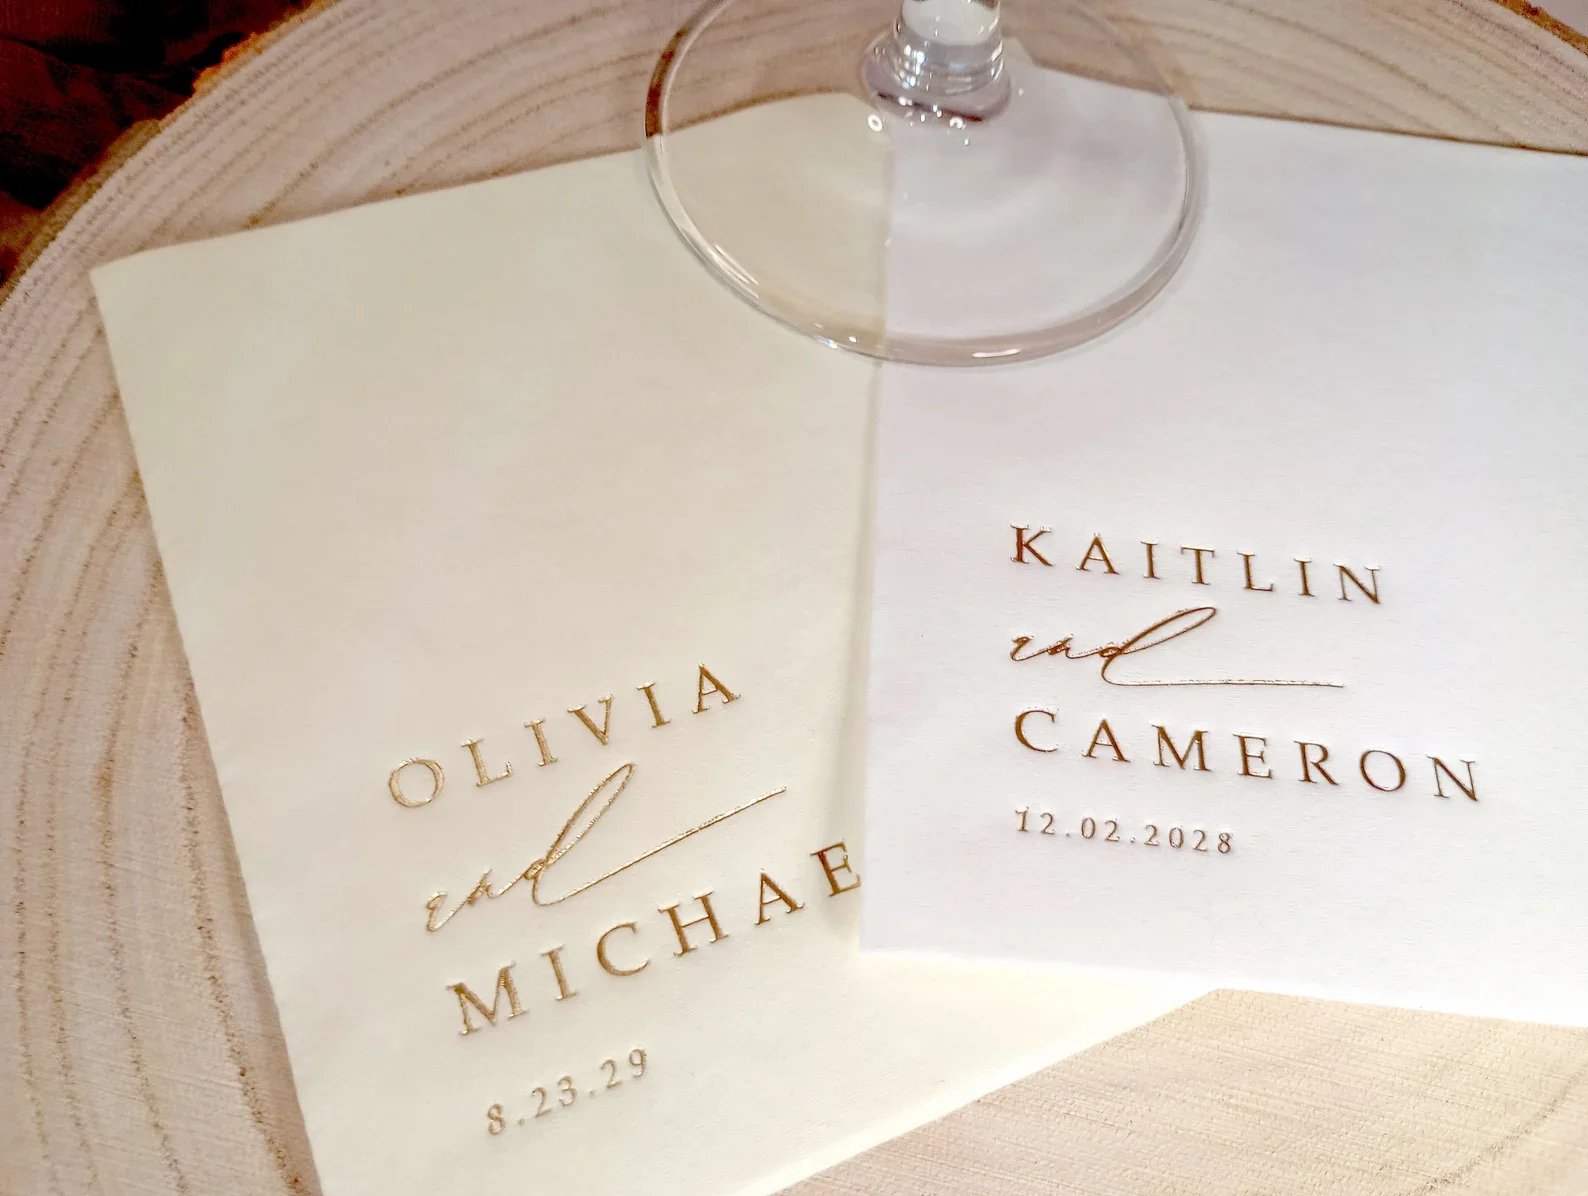 OLIVIA
and
MICHAE
8.23.29
KAITLIN
and
CAMERON
12.02.2028